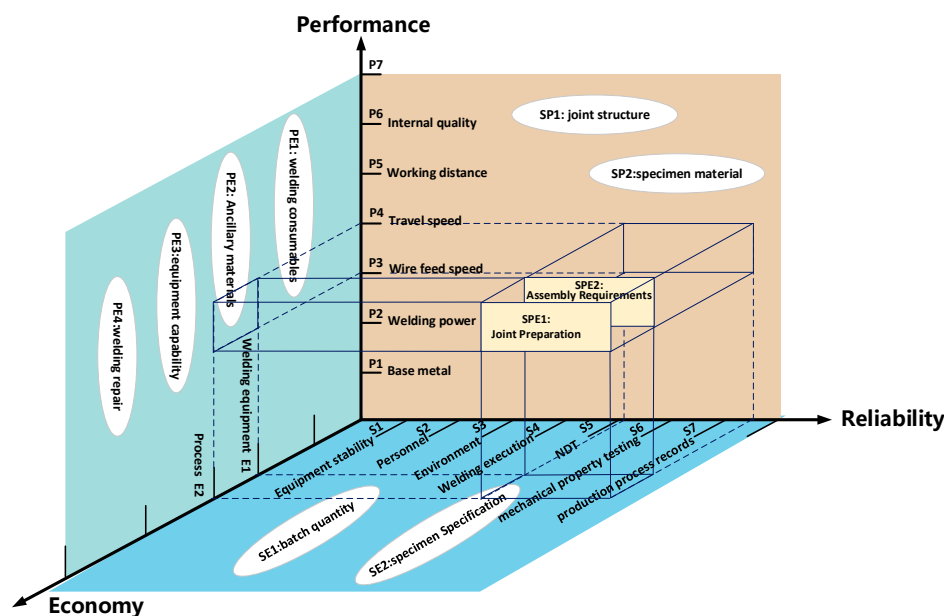 Performance
P7
P6
Internal quality
SP1: joint structure
P5
Working distance
SP2:specimen material
P4
Travel speed
P3
Wire feed speed
SPE2:
Assembly Requirements
P2
Welding power
SPE1:
Joint Preparation
P1
Base metal
PE1: welding consumables
PE2: Ancillary materials
PE3:equipment capability
PE4:welding repair
Welding equipment E1
Process E2
Reliability
S1
Equipment stability
S2
Personnel
S3
Environment
S4
Welding execution
S5
NDT
S6
mechanical property testing
S7
production process records
SE1:batch quantity
SE2:specimen Specification
Economy